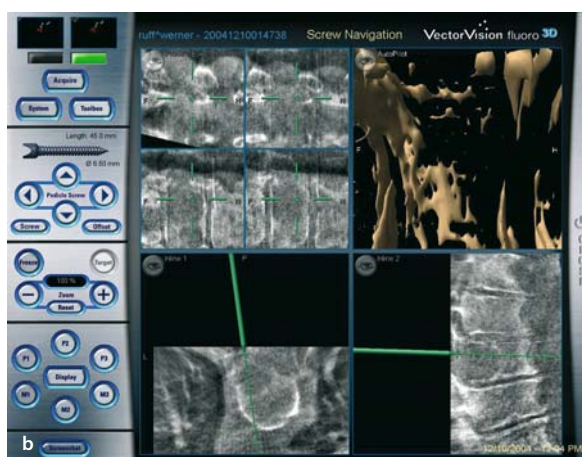 ruff^werner - 20041210014738
Screw Navigation
VectorVision fluoro 3D
Acquire
System
Toolbox
Length: 45.0 mm
Ø 6.50 mm
Pedicle Screw
Screw
Offset
Freeze
Target
100 %
Zoom
Reset
P1
P2
P3
Display
M1
M2
M3
Screenshot
AutoPilot
F
H
F
H
F
H
Inline 1
P
L
Inline 2
b